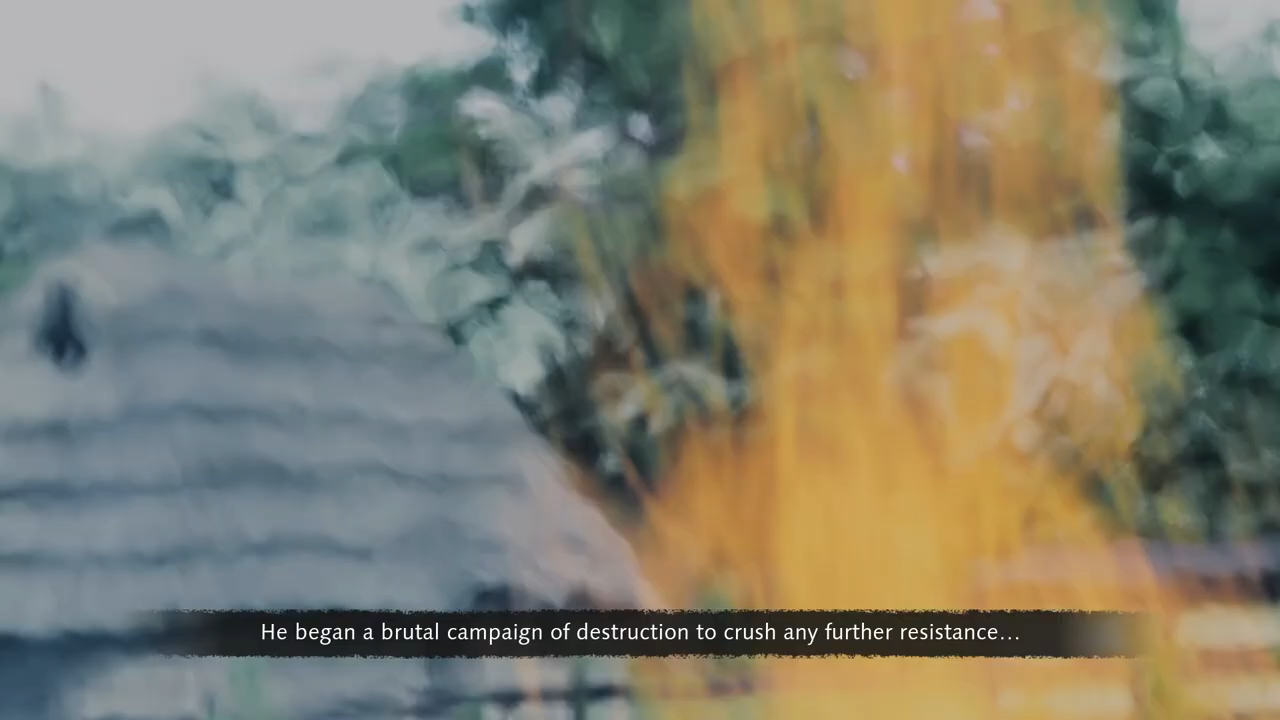 He began a brutal campaign of destruction to crush any further resistance…